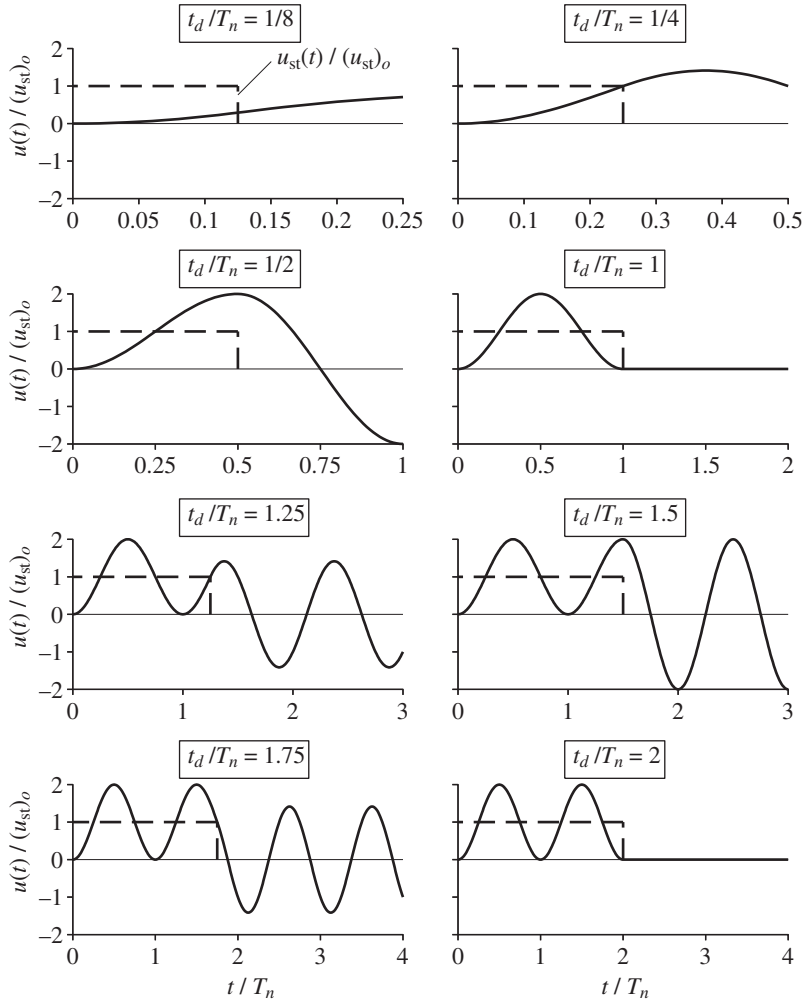 t_d /T_n = 1/8
t_d /T_n = 1/4
u(t) / (u_st)_o
2
1
0
–1
–2
u_st(t) / (u_st)_o
0 0.05 0.1 0.15 0.2 0.25
0 0.1 0.2 0.3 0.4 0.5
t_d /T_n = 1/2
t_d /T_n = 1
u(t) / (u_st)_o
2
1
0
–1
–2
0 0.25 0.5 0.75 1
0 0.5 1 1.5 2
t_d /T_n = 1.25
t_d /T_n = 1.5
u(t) / (u_st)_o
2
1
0
–1
–2
0 1 2 3
0 1 2 3
t_d /T_n = 1.75
t_d /T_n = 2
u(t) / (u_st)_o
2
1
0
–1
–2
0 1 2 3 4
0 1 2 3 4
t / T_n
t / T_n